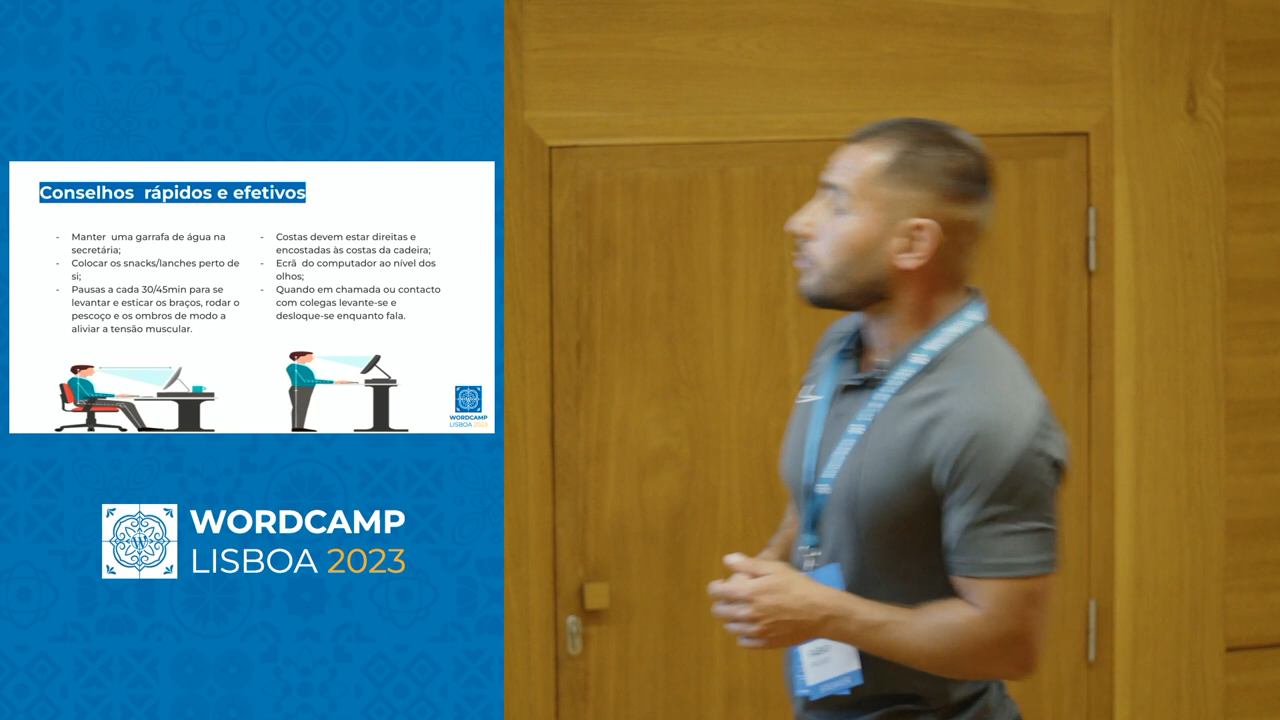 Conselhos  rápidos e efetivos
- Manter  uma garrafa de água na
secretária;
- Colocar os snacks/lanches perto de
si;
- Pausas a cada 30/45min para se
levantar e esticar os braços, rodar o
pescoço e os ombros de modo a
aliviar a tensão muscular.
- Costas devem estar direitas e
encostadas às costas da cadeira;
- Ecrã  do computador ao nível dos
olhos;
- Quando em chamada ou contacto
com colegas levante-se e
desloque-se enquanto fala.
WORDCAMP
LISBOA 2023
WORDCAMP
LISBOA 2023